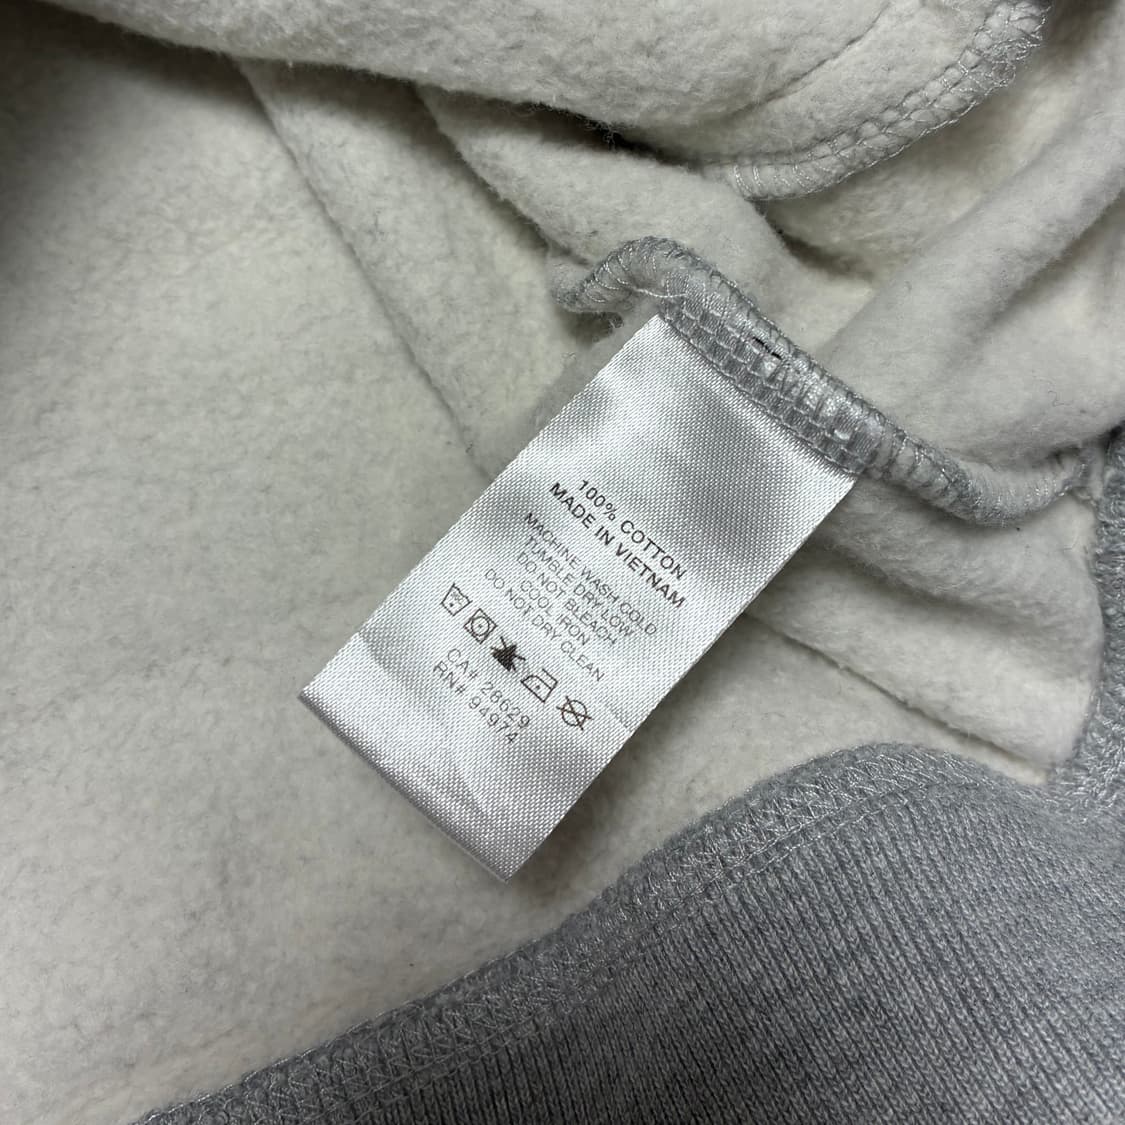 100% COTTON
MADE IN VIETNAM
MACHINE WASH COLD
TUMBLE DRY LOW
DO NOT BLEACH
COOL IRON
DO NOT DRY CLEAN
CA# 28629
RN# 94974